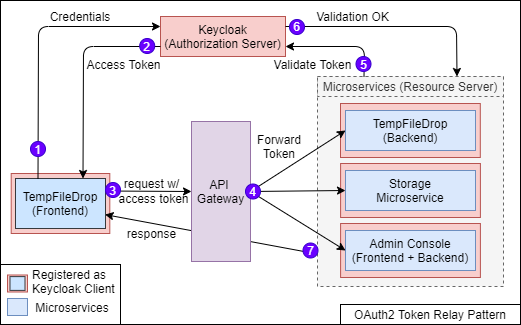 Credentials
Keycloak
(Authorization Server)
6
Validation OK
2
Access Token
Validate Token
5
Microservices (Resource Server)
1
TempFileDrop
(Backend)
Forward
Token
API
Gateway
3
request w/
access token
4
Storage
Microservice
TempFileDrop
(Frontend)
response
7
Admin Console
(Frontend + Backend)
Registered as
Keycloak Client
Microservices
OAuth2 Token Relay Pattern